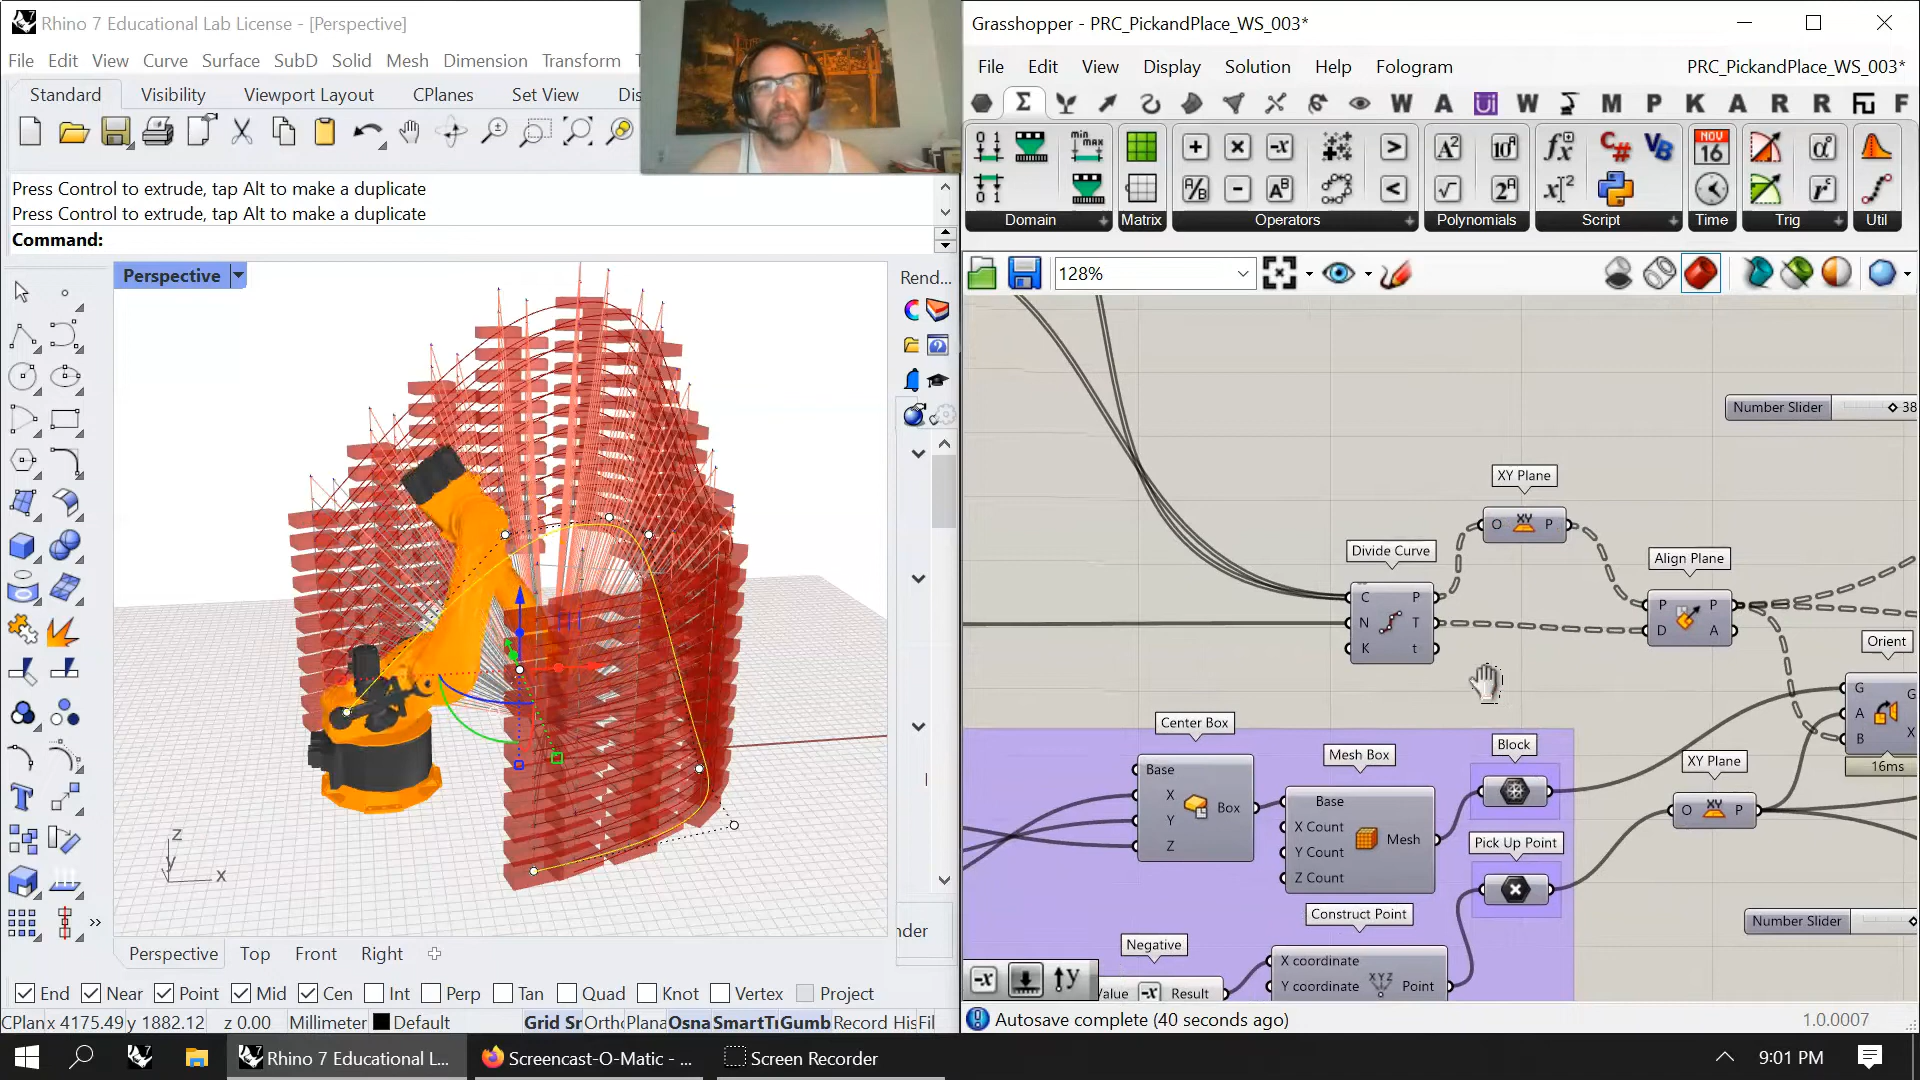 Rhino 7 Educational Lab License - [Perspective]
File Edit View Curve Surface SubD Solid Mesh Dimension Transform
Standard Visibility Viewport Layout CPlanes Set View
Press Control to extrude, tap Alt to make a duplicate
Press Control to extrude, tap Alt to make a duplicate
Command:
Perspective
Rend...
z
y
x
nder
Perspective Top Front Right
End Near Point Mid Cen Int Perp Tan Quad Knot Vertex Project
CPlan x 4175.49 y 1882.12 z 0.00 Millimeter Default Grid Sr Ortho Plana Osna SmartTr Gumb Record His Fil
Grasshopper - PRC_PickandPlace_WS_003*
File Edit View Display Solution Help Fologram
PRC_PickandPlace_WS_003*
Domain Matrix Operators Polynomials Script Time Trig Util
128%
Number Slider 38
XY Plane
O XY P
Divide Curve
C P
N T
K t
Align Plane
P P
D A
Orient
G G
A
B X
16ms
Center Box
Base
X
Y Box
Z
Mesh Box
Base
X Count
Y Count Mesh
Z Count
Block
Pick Up Point
XY Plane
O XY P
Construct Point
X coordinate
Y coordinate XYZ Point
Negative
Value -x Result
Number Slider
Autosave complete (40 seconds ago)
1.0.0007
Rhino 7 Educational L... Screencast-O-Matic - ... Screen Recorder
9:01 PM